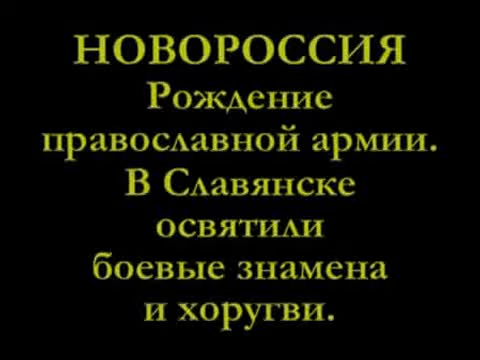 НОВОРОССИЯ
Рождение
православной армии.
В Славянске
освятили
боевые знамена
и хоругви.